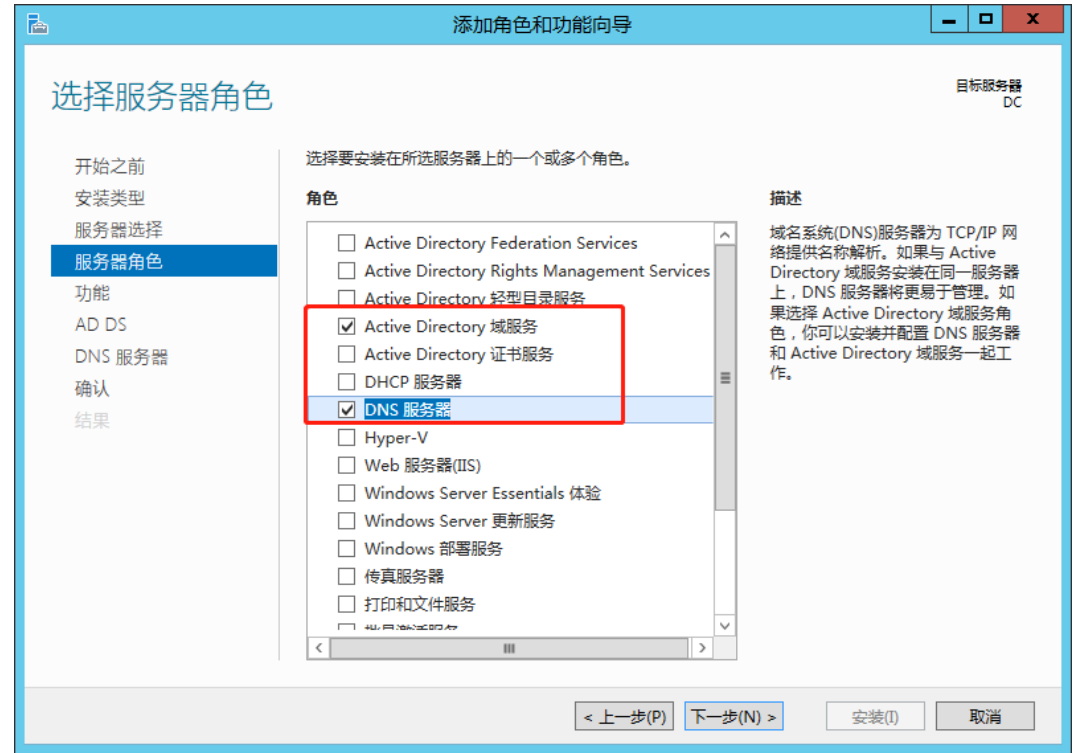 添加角色和功能向导
选择服务器角色
目标服务器
DC
开始之前
安装类型
服务器选择
服务器角色
功能
AD DS
DNS 服务器
确认
结果
选择要安装在所选服务器上的一个或多个角色。
角色
Active Directory Federation Services
Active Directory Rights Management Services
Active Directory 轻型目录服务
Active Directory 域服务
Active Directory 证书服务
DHCP 服务器
DNS 服务器
Hyper-V
Web 服务器(IIS)
Windows Server Essentials 体验
Windows Server 更新服务
Windows 部署服务
传真服务器
打印和文件服务
描述
域名系统(DNS)服务器为 TCP/IP 网
络提供名称解析。如果与 Active
Directory 域服务安装在同一服务器
上，DNS 服务器将更易于管理。如
果选择 Active Directory 域服务角
色，你可以安装并配置 DNS 服务器
和 Active Directory 域服务一起工
作。
< 上一步(P)
下一步(N) >
安装(I)
取消